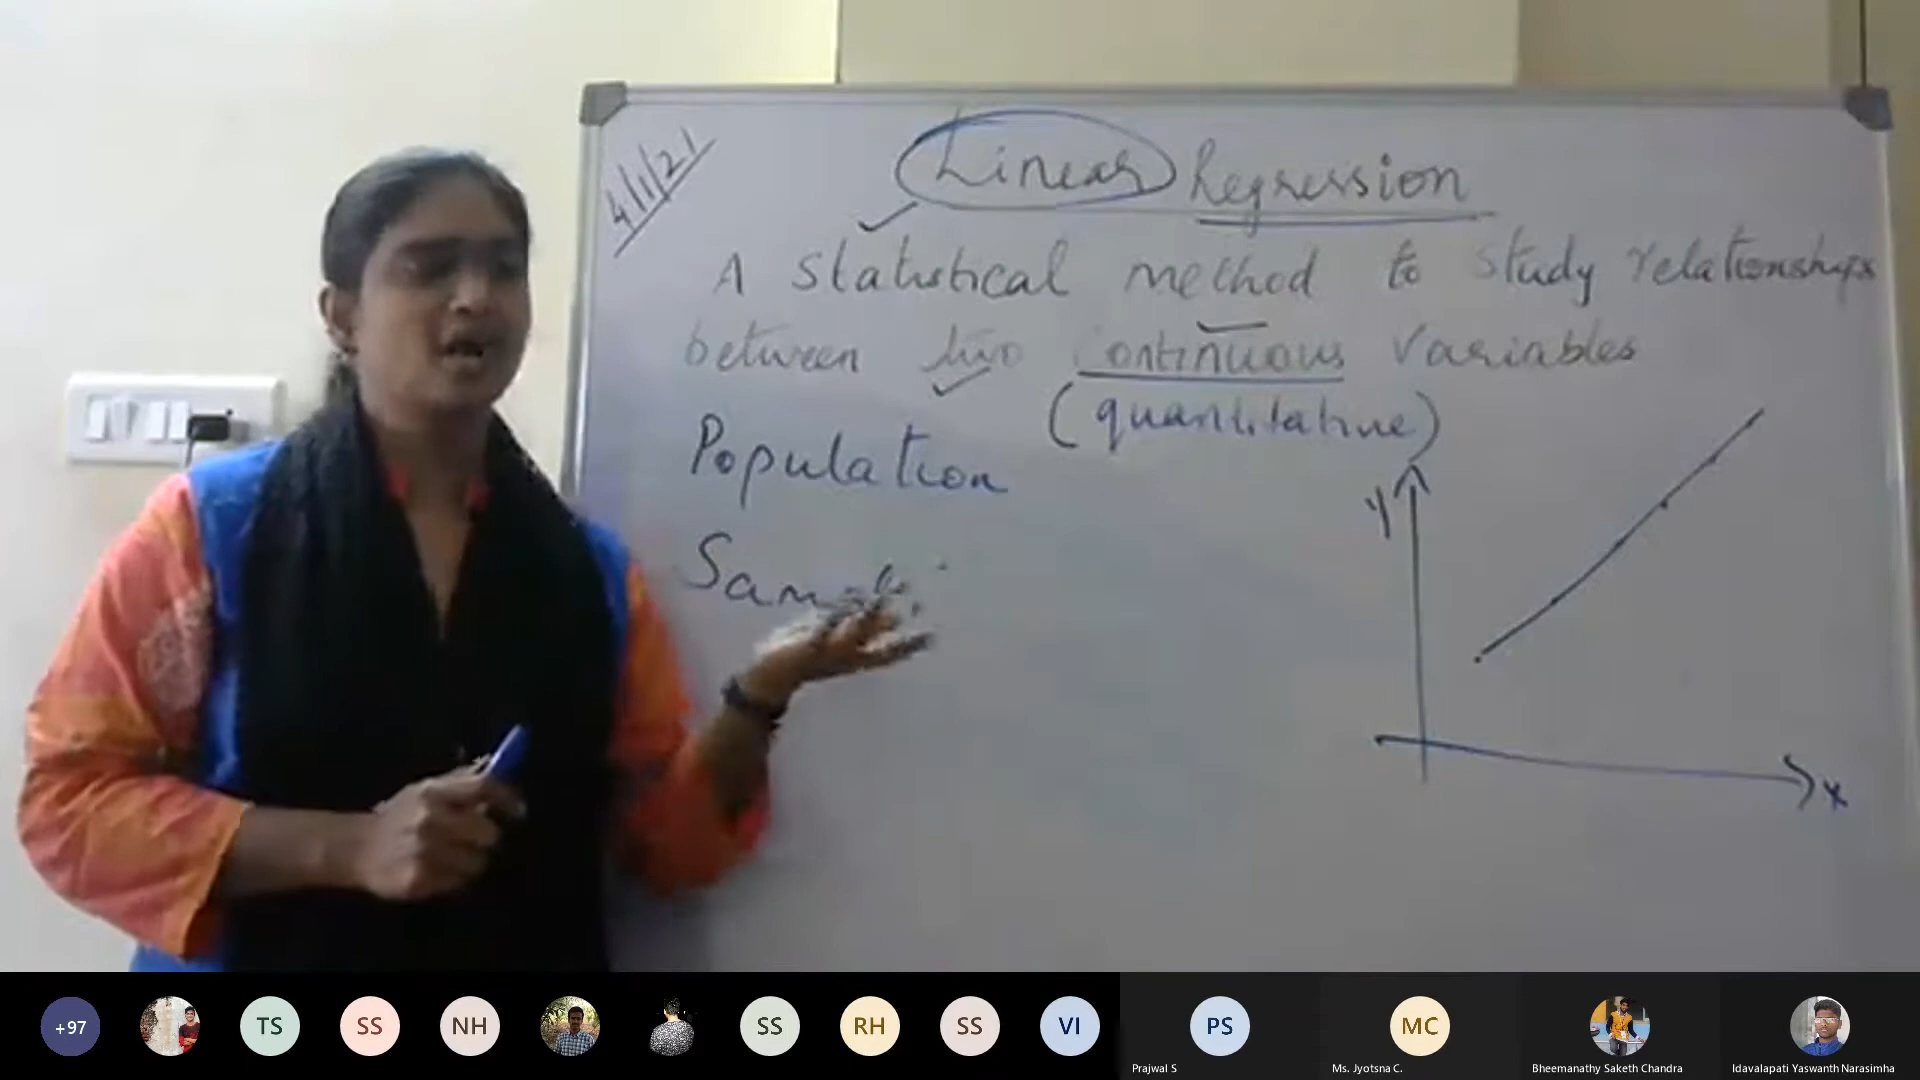 4/1/21
Linear Regression
A statistical method to study relationships
between two continuous variables
(quantitative)
Population
Y
X
+97
TS
SS
NH
SS
RH
SS
VI
PS
MC
Prajwal S
Ms. Jyotsna C.
Bheemanathy Saketh Chandra
Idavalapati Yaswanth Narasimha